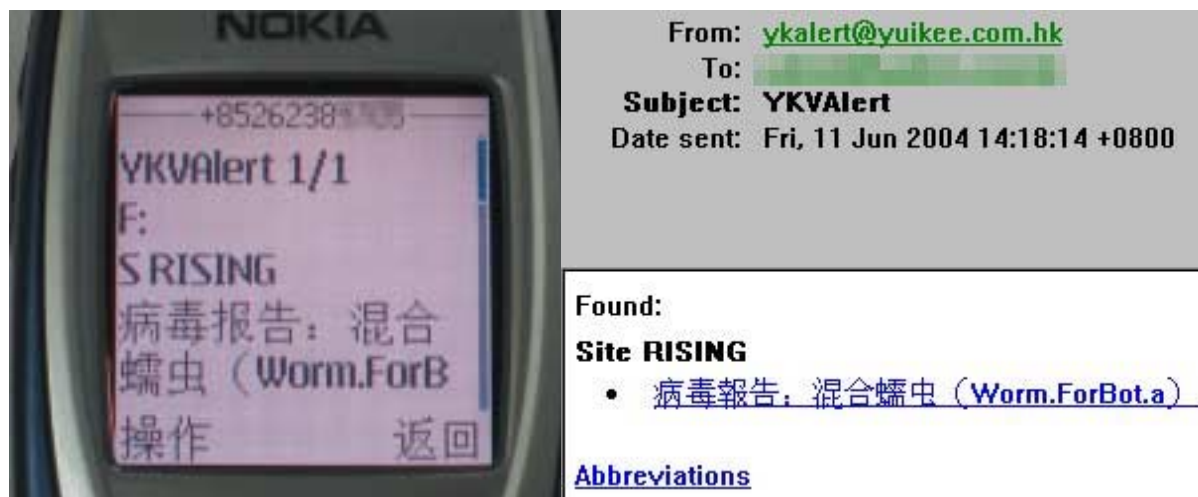 NOKIA
+8526238
YKVAlert 1/1
F:
S RISING
病毒报告：混合
蠕虫（Worm.ForB
操作 返回
From: ykalert@yuikee.com.hk
To:
Subject: YKVAlert
Date sent: Fri, 11 Jun 2004 14:18:14 +0800
Found:
Site RISING
• 病毒報告：混合蠕虫（Worm.ForBot.a）
Abbreviations